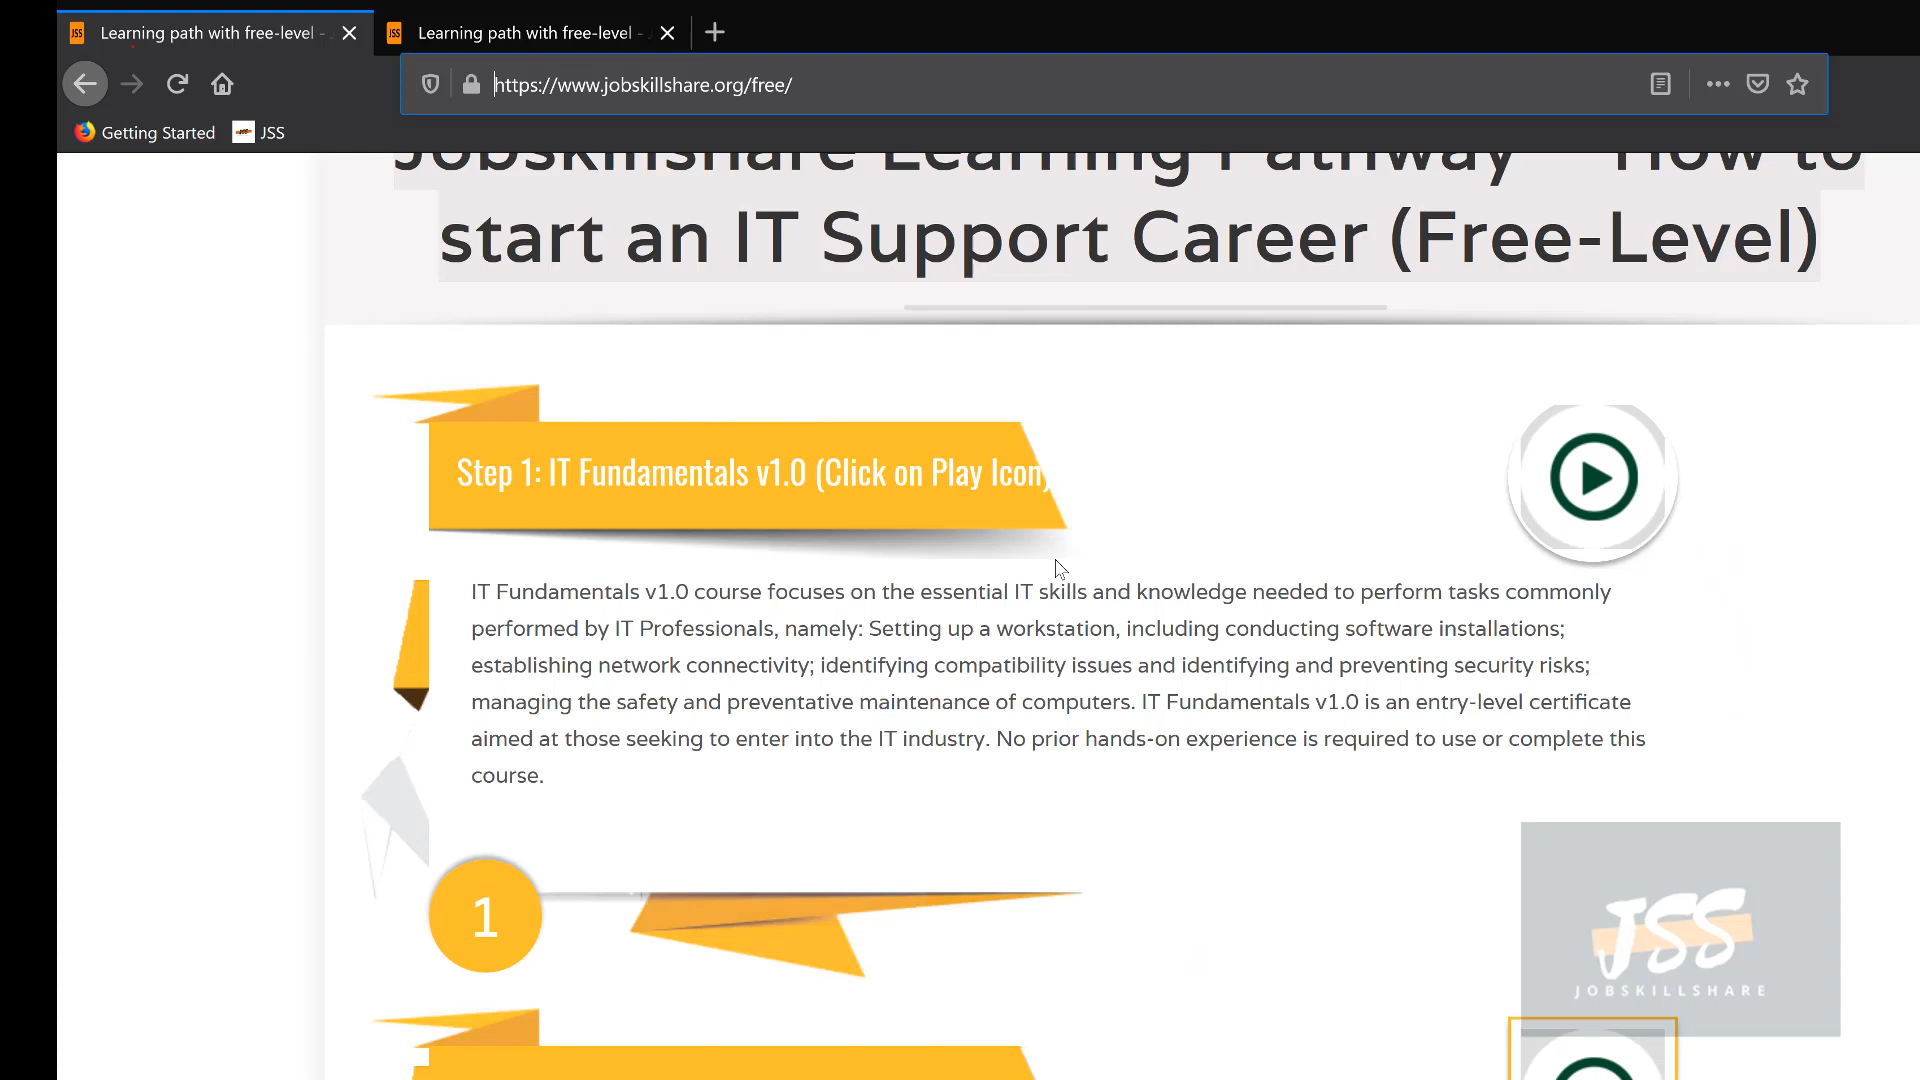 Learning path with free-level -
Learning path with free-level -
https://www.jobskillshare.org/free/
Getting Started
JSS
Jobskillshare Learning Pathway How to
start an IT Support Career (Free-Level)
Step 1: IT Fundamentals v1.0 (Click on Play Icon)
IT Fundamentals v1.0 course focuses on the essential IT skills and knowledge needed to perform tasks commonly
performed by IT Professionals, namely: Setting up a workstation, including conducting software installations;
establishing network connectivity; identifying compatibility issues and identifying and preventing security risks;
managing the safety and preventative maintenance of computers. IT Fundamentals v1.0 is an entry-level certificate
aimed at those seeking to enter into the IT industry. No prior hands-on experience is required to use or complete this
course.
1
JSS
JOBSKILLSHARE